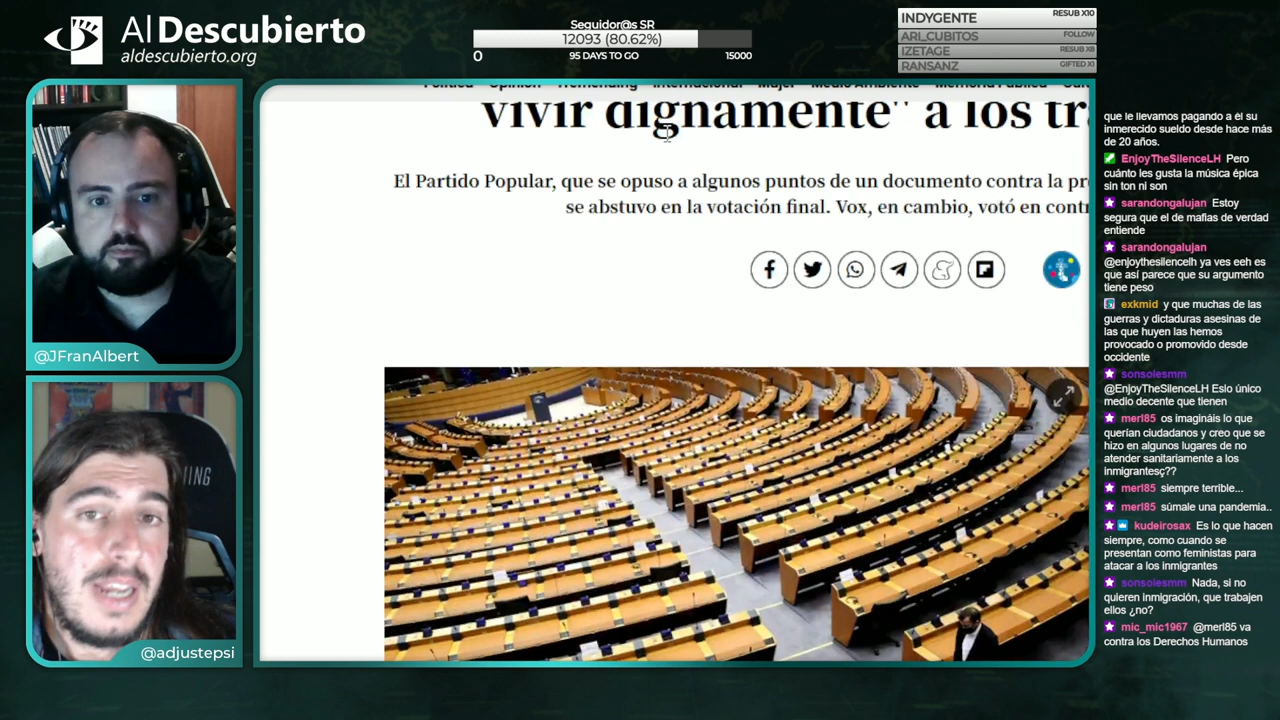 Al Descubierto
aldescubierto.org
Seguidor@s SR
12093 (80.62%)
0
95 DAYS TO GO
15000
INDYGENTE
RESUB X10
ARI_CUBITOS
FOLLOW
IZETAGE
RESUB X8
RANSANZ
GIFTED X1
@JFranAlbert
@adjustepsi
vivir dignamente" a los
El Partido Popular, que se opuso a algunos puntos de un documento contra la
se abstuvo en la votación final. Vox, en cambio, votó en
que le llevamos pagando a él su
inmerecido sueldo desde hace más
de 20 años.
EnjoyTheSilenceLH Pero
cuánto les gusta la música épica
sin ton ni son
sarandongalujan Estoy
segura que el de mafias de verdad
entiende
sarandongalujan
@enjoythesilencelh ya ves eeh es
que así parece que su argumento
tiene peso
exkmid y que muchas de las
guerras y dictaduras asesinas de
las que huyen las hemos
provocado o promovido desde
occidente
sonsolesmm
@EnjoyTheSilenceLH Eslo único
medio decente que tienen
merl85 os imagináis lo que
querían ciudadanos y creo que se
hizo en algunos lugares de no
atender sanitariamente a los
inmigrantesç??
merl85 siempre terrible...
merl85 súmale una pandemia..
kudeirosax Es lo que hacen
siempre, como cuando se
presentan como feministas para
atacar a los inmigrantes
sonsolesmm Nada, si no
quieren inmigración, que trabajen
ellos ¿no?
mic_mic1967 @merl85 va
contra los Derechos Humanos